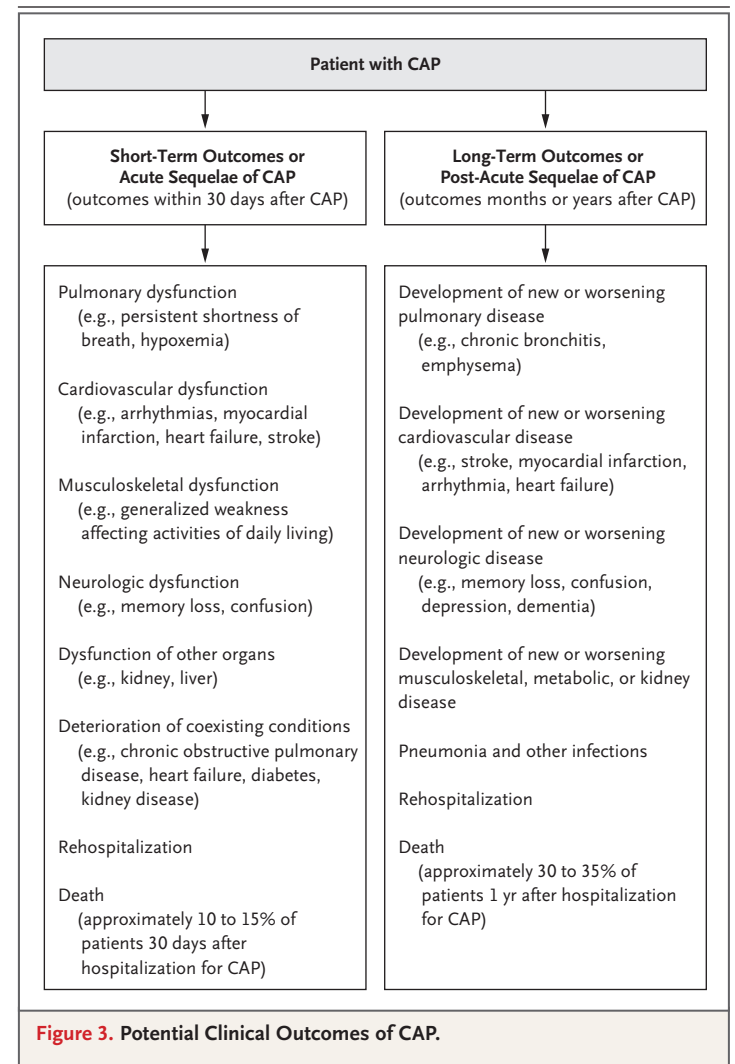 Patient with CAP
Short-Term Outcomes or
Acute Sequelae of CAP
(outcomes within 30 days after CAP)
Pulmonary dysfunction
(e.g., persistent shortness of
breath, hypoxemia)
Cardiovascular dysfunction
(e.g., arrhythmias, myocardial
infarction, heart failure, stroke)
Musculoskeletal dysfunction
(e.g., generalized weakness
affecting activities of daily living)
Neurologic dysfunction
(e.g., memory loss, confusion)
Dysfunction of other organs
(e.g., kidney, liver)
Deterioration of coexisting conditions
(e.g., chronic obstructive pulmonary
disease, heart failure, diabetes,
kidney disease)
Rehospitalization
Death
(approximately 10 to 15% of
patients 30 days after
hospitalization for CAP)
Long-Term Outcomes or
Post-Acute Sequelae of CAP
(outcomes months or years after CAP)
Development of new or worsening
pulmonary disease
(e.g., chronic bronchitis,
emphysema)
Development of new or worsening
cardiovascular disease
(e.g., stroke, myocardial infarction,
arrhythmia, heart failure)
Development of new or worsening
neurologic disease
(e.g., memory loss, confusion,
depression, dementia)
Development of new or worsening
musculoskeletal, metabolic, or kidney
disease
Pneumonia and other infections
Rehospitalization
Death
(approximately 30 to 35% of
patients 1 yr after hospitalization
for CAP)
Figure 3. Potential Clinical Outcomes of CAP.